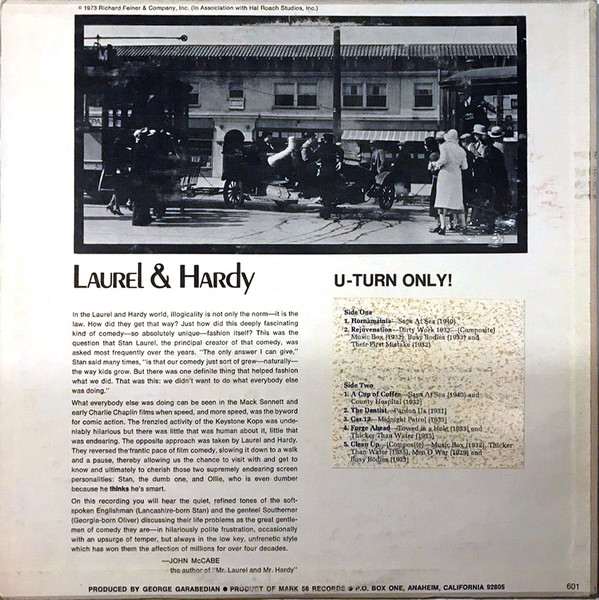 © 1973 Richard Feiner & Company, Inc. (In Association with Hal Roach Studios, Inc.)
LAUREL & HARDY
In the Laurel and Hardy world, illogicality is not only the norm—it is the
law. How did they get that way? Just how did this deeply fascinating
kind of comedy—so absolutely unique—fashion itself? This was the
question that Stan Laurel, the principal creator of that comedy, was
asked most frequently over the years. "The only answer I can give,"
Stan said many times, "is that our comedy just sort of grew—naturally—
the way kids grow. But there was one definite thing that helped fashion
what we did. That was this: we didn't want to do what everybody else
was doing."
What everybody else was doing can be seen in the Mack Sennett and
early Charlie Chaplin films when speed, and more speed, was the byword
for comic action. The frenzied activity of the Keystone Kops was unde-
niably hilarious but there was little that was human about it, little that
was endearing. The opposite approach was taken by Laurel and Hardy.
They reversed the frantic pace of film comedy, slowing it down to a walk
and a pause, thereby allowing us the chance to visit with and get to
know and ultimately to cherish those two supremely endearing screen
personalities: Stan, the dumb one, and Ollie, who is even dumber
because he thinks he's smart.
On this recording you will hear the quiet, refined tones of the soft-
spoken Englishman (Lancashire-born Stan) and the genteel Southerner
(Georgia-born Oliver) discussing their life problems as the great gentle-
men of comedy they are—in hilariously polite frustration, occasionally
with an upsurge of temper, but always in the low key, unfrenetic style
which has won them the affection of millions for over four decades.
—JOHN McCABE
the author of "Mr. Laurel and Mr. Hardy"
U-TURN ONLY!
Side One
1. Hornamainia—Saps At Sea (1940)
2. Rejuvenation—Dirty Work 1933—(Composite)
Music Box (1932), Busy Bodies (1933) and
Their First Mistake (1932)
Side Two
1. A Cup of Coffee—Saps At Sea (1940) and
County Hospital (1932)
2. The Dentist—Pardon Us (1931)
3. Car 13—Midnight Patrol (1933)
4. Forge Ahead—Towed in a Hole (1933) and
Thicker Than Water (1935)
5. Clean Up—(Composite)—Music Box (1932), Thicker
Than Water (1935), Men O War (1929) and
Busy Bodies (1933)
PRODUCED BY GEORGE GARABEDIAN ● PRODUCT OF MARK 56 RECORDS ● P.O. BOX ONE, ANAHEIM, CALIFORNIA 92805
601